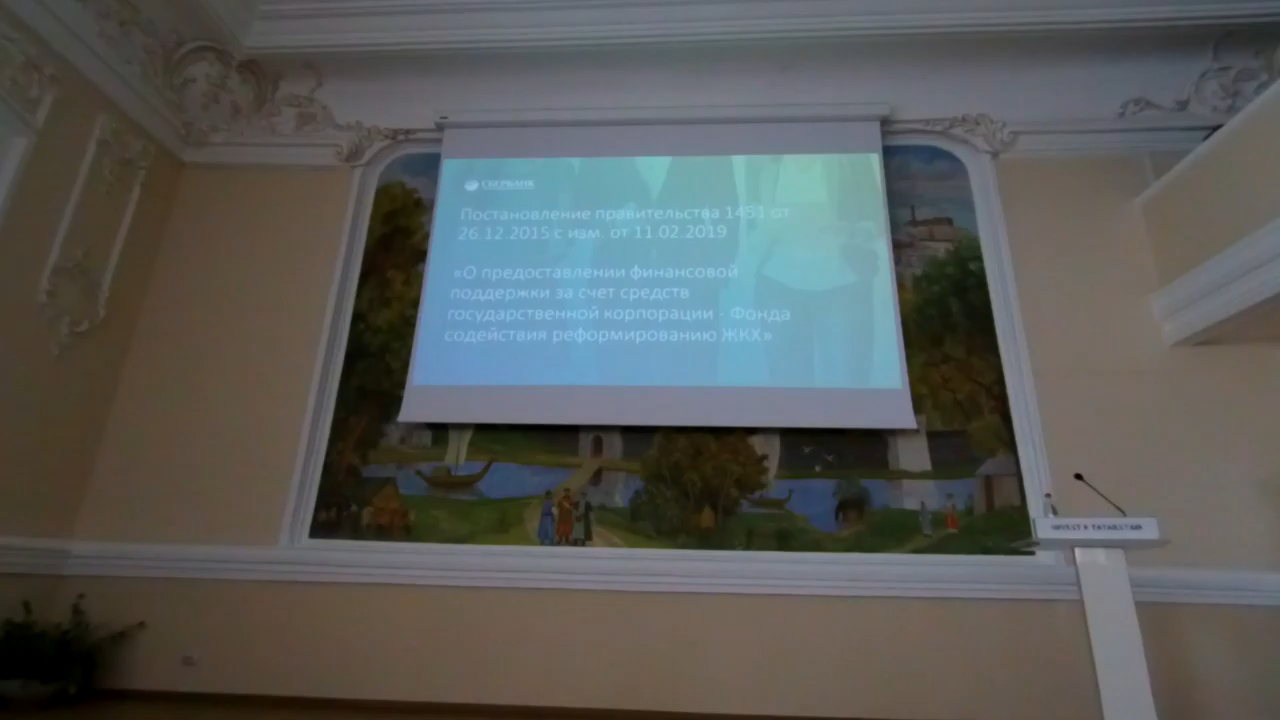 СБЕРБАНК
Постановление правительства 1451 от
26.12.2015 с изм. от 11.02.2019
«О предоставлении финансовой
поддержки за счет средств
государственной корпорации - Фонда
содействия реформированию ЖКХ»